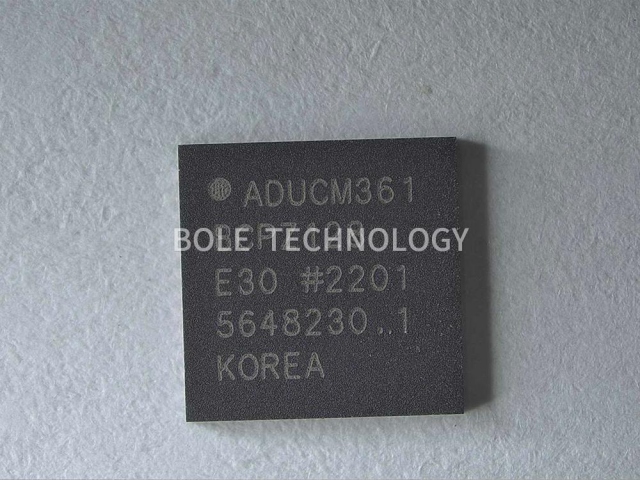 ADUCM361
BOLE TECHNOLOGY
E30 #2201
5648230..1
KOREA